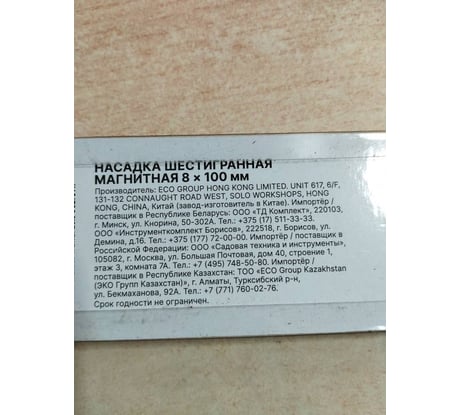 НАСАДКА ШЕСТИГРАННАЯ
МАГНИТНАЯ 8 х 100 мм
Производитель: ECO GROUP HONG KONG LIMITED. UNIT 617, 6/F,
131-132 CONNAUGHT ROAD WEST, SOLO WORKSHOPS, HONG
KONG, CHINA, Китай (завод-изготовитель в Китае). Импортёр /
поставщик в Республике Беларусь: ООО «ТД Комплект», 220103,
г. Минск, ул. Кнорина, 50-302А. Тел.: +375 (17) 511-33-33.
ООО«Инструменткомплект Борисов», 222518, г. Борисов, ул.
Демина, д.16. Тел.: +375 (177) 72-00-00. Импортёр / поставщик в
Российской Федерации: ООО «Садовая техника и инструменты»,
105082, г. Москва, ул. Большая Почтовая, дом 40, строение 1,
этаж 3, комната 7А. Тел.: +7 (495) 748-50-80. Импортёр /
поставщик в Республике Казахстан: ТОО «ECO Group Kazakhstan
(ЭКО Групп Казахстан)», г. Алматы, Турксибский р-н,
ул. Бекмаханова, 92А. Тел.: +7 (771) 760-02-76.
Срок годности не ограничен.